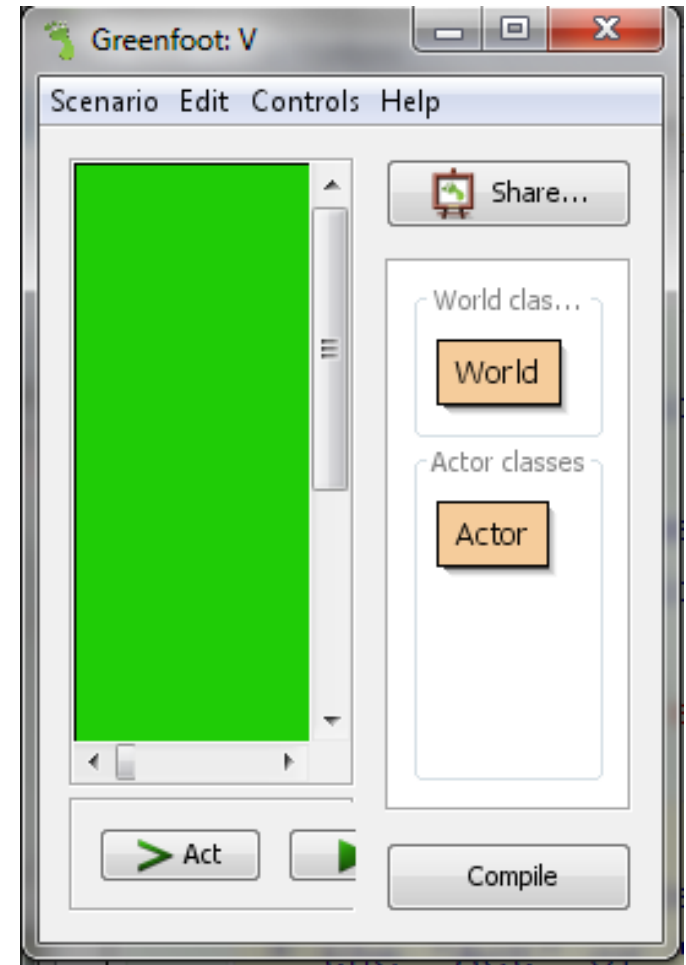 Greenfoot: V
Scenario Edit Controls Help
Share...
World clas...
World
Actor classes
Actor
Act
Compile